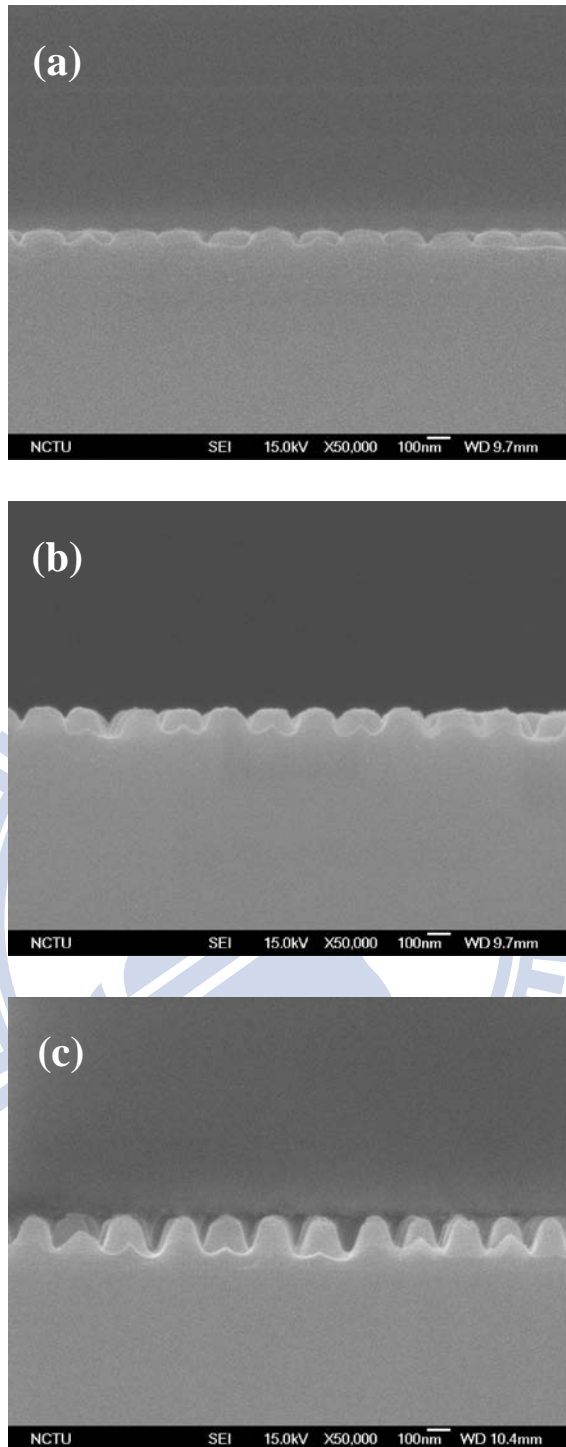 (a)
NCTU SEI 15.0kV X50,000 100nm WD 9.7mm
(b)
NCTU SEI 15.0kV X50,000 100nm WD 9.7mm
(c)
NCTU SEI 15.0kV X50,000 100nm WD 10.4mm